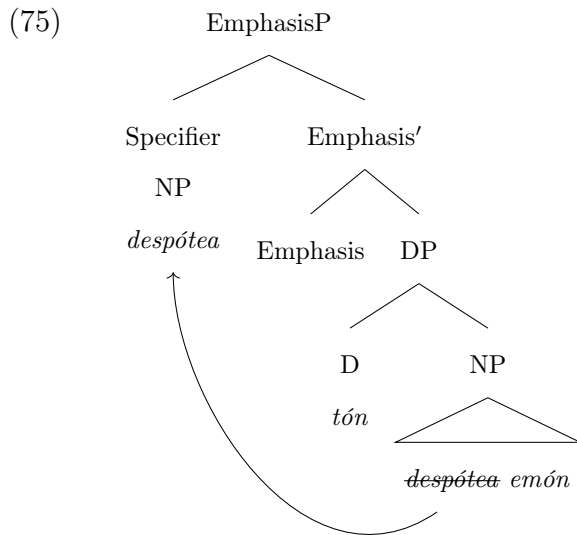 (75) EmphasisP
Specifier Emphasis′
NP
despótea Emphasis DP
D NP
tón
despótea emón